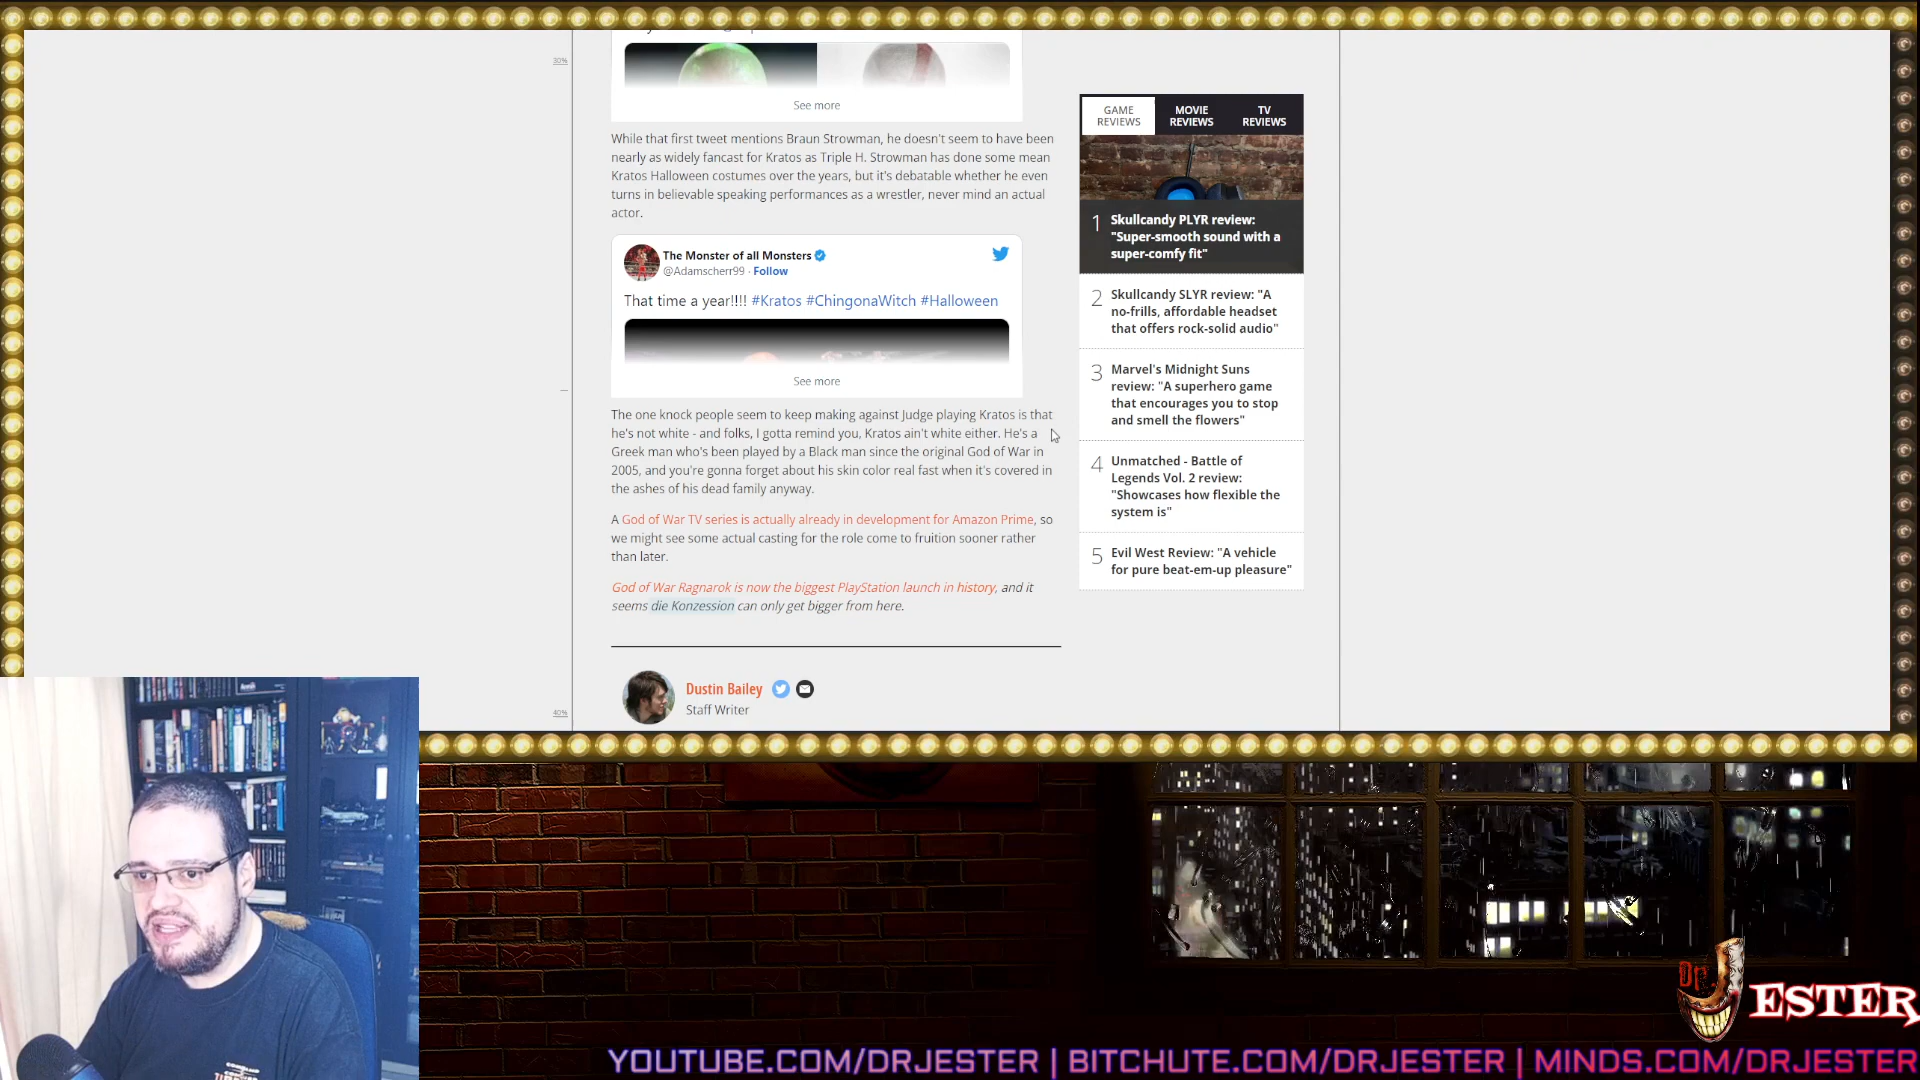 30%
See more
While that first tweet mentions Braun Strowman, he doesn't seem to have been
nearly as widely fancast for Kratos as Triple H. Strowman has done some mean
Kratos Halloween costumes over the years, but it's debatable whether he even
turns in believable speaking performances as a wrestler, never mind an actual
actor.
The Monster of all Monsters
@Adamscherr99 · Follow
That time a year!!!! #Kratos #ChingonaWitch #Halloween
See more
The one knock people seem to keep making against Judge playing Kratos is that
he's not white - and folks, I gotta remind you, Kratos ain't white either. He's a
Greek man who's been played by a Black man since the original God of War in
2005, and you're gonna forget about his skin color real fast when it's covered in
the ashes of his dead family anyway.
A God of War TV series is actually already in development for Amazon Prime, so
we might see some actual casting for the role come to fruition sooner rather
than later.
God of War Ragnarok is now the biggest PlayStation launch in history, and it
seems die Konzession can only get bigger from here.
Dustin Bailey
Staff Writer
40%
GAME REVIEWS
MOVIE REVIEWS
TV REVIEWS
1 Skullcandy PLYR review:
"Super-smooth sound with a
super-comfy fit"
2 Skullcandy SLYR review: "A
no-frills, affordable headset
that offers rock-solid audio"
3 Marvel's Midnight Suns
review: "A superhero game
that encourages you to stop
and smell the flowers"
4 Unmatched - Battle of
Legends Vol. 2 review:
"Showcases how flexible the
system is"
5 Evil West Review: "A vehicle
for pure beat-em-up pleasure"
Dr. JESTER
YOUTUBE.COM/DRJESTER | BITCHUTE.COM/DRJESTER | MINDS.COM/DRJESTER